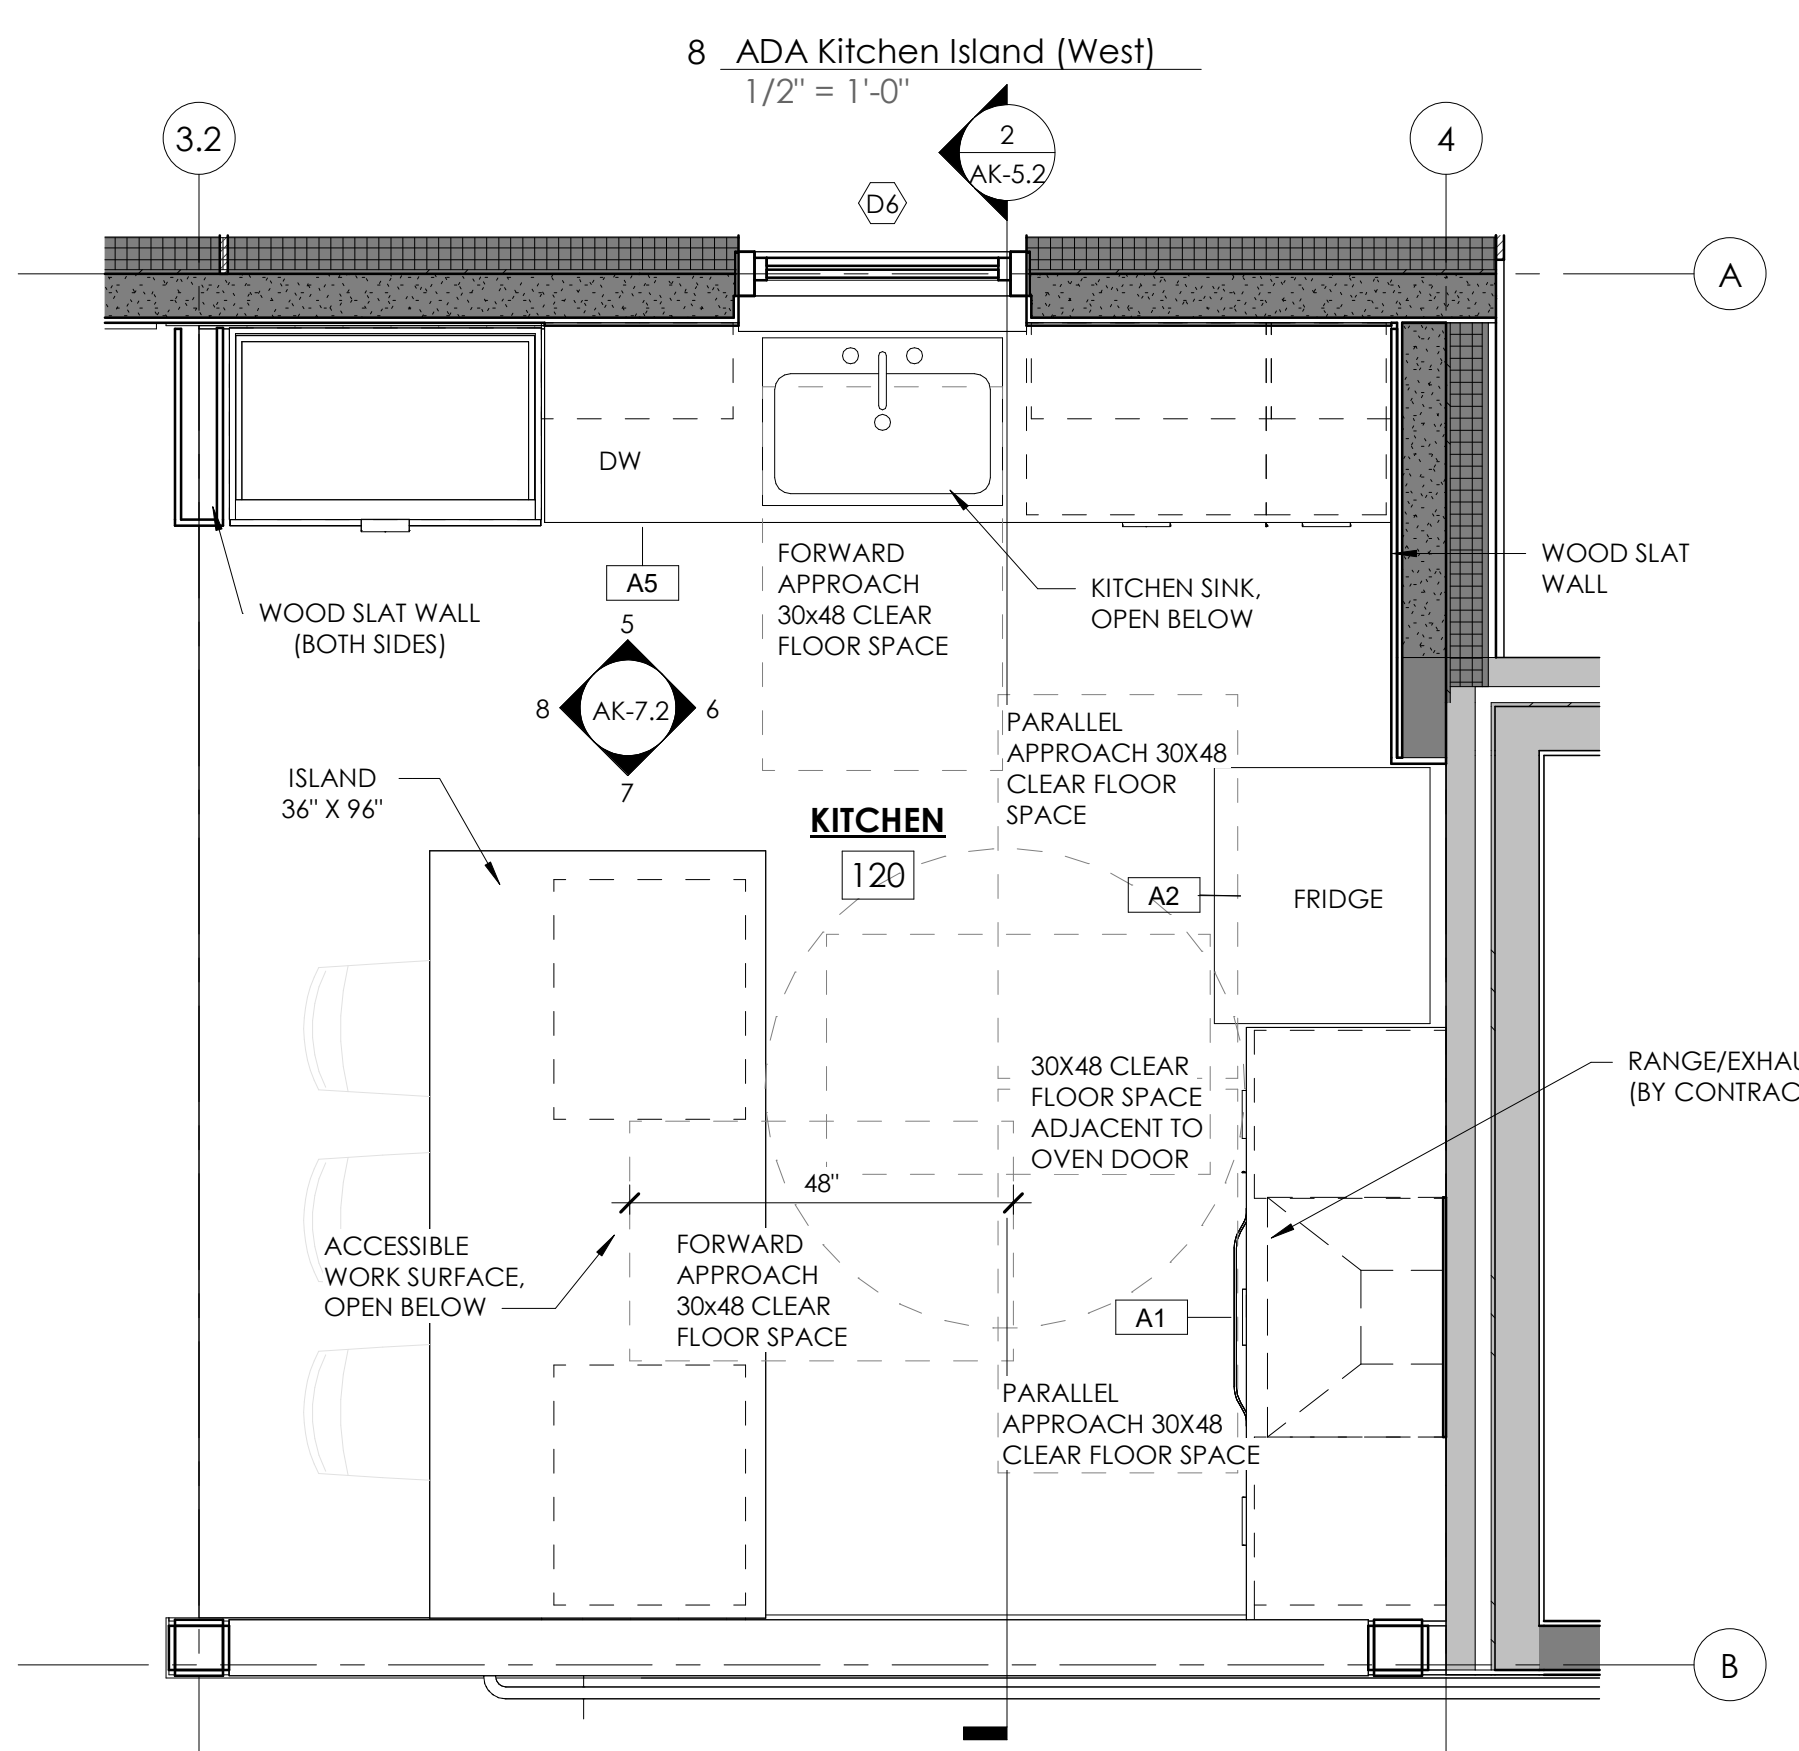 8 ADA Kitchen Island (West)
1/2" = 1'-0"
3.2
2
AK-5.2
4
D6
A
DW
A5
FORWARD
APPROACH
30x48 CLEAR
FLOOR SPACE
KITCHEN SINK,
OPEN BELOW
WOOD SLAT
WALL
WOOD SLAT WALL
(BOTH SIDES)
5
8
AK-7.2
6
7
PARALLEL
APPROACH 30X48
CLEAR FLOOR
SPACE
ISLAND
36" X 96"
KITCHEN
120
A2
FRIDGE
30X48 CLEAR
FLOOR SPACE
ADJACENT TO
OVEN DOOR
RANGE/EXHAU
(BY CONTRAC
48"
ACCESSIBLE
WORK SURFACE,
OPEN BELOW
FORWARD
APPROACH
30x48 CLEAR
FLOOR SPACE
A1
PARALLEL
APPROACH 30X48
CLEAR FLOOR SPACE
B